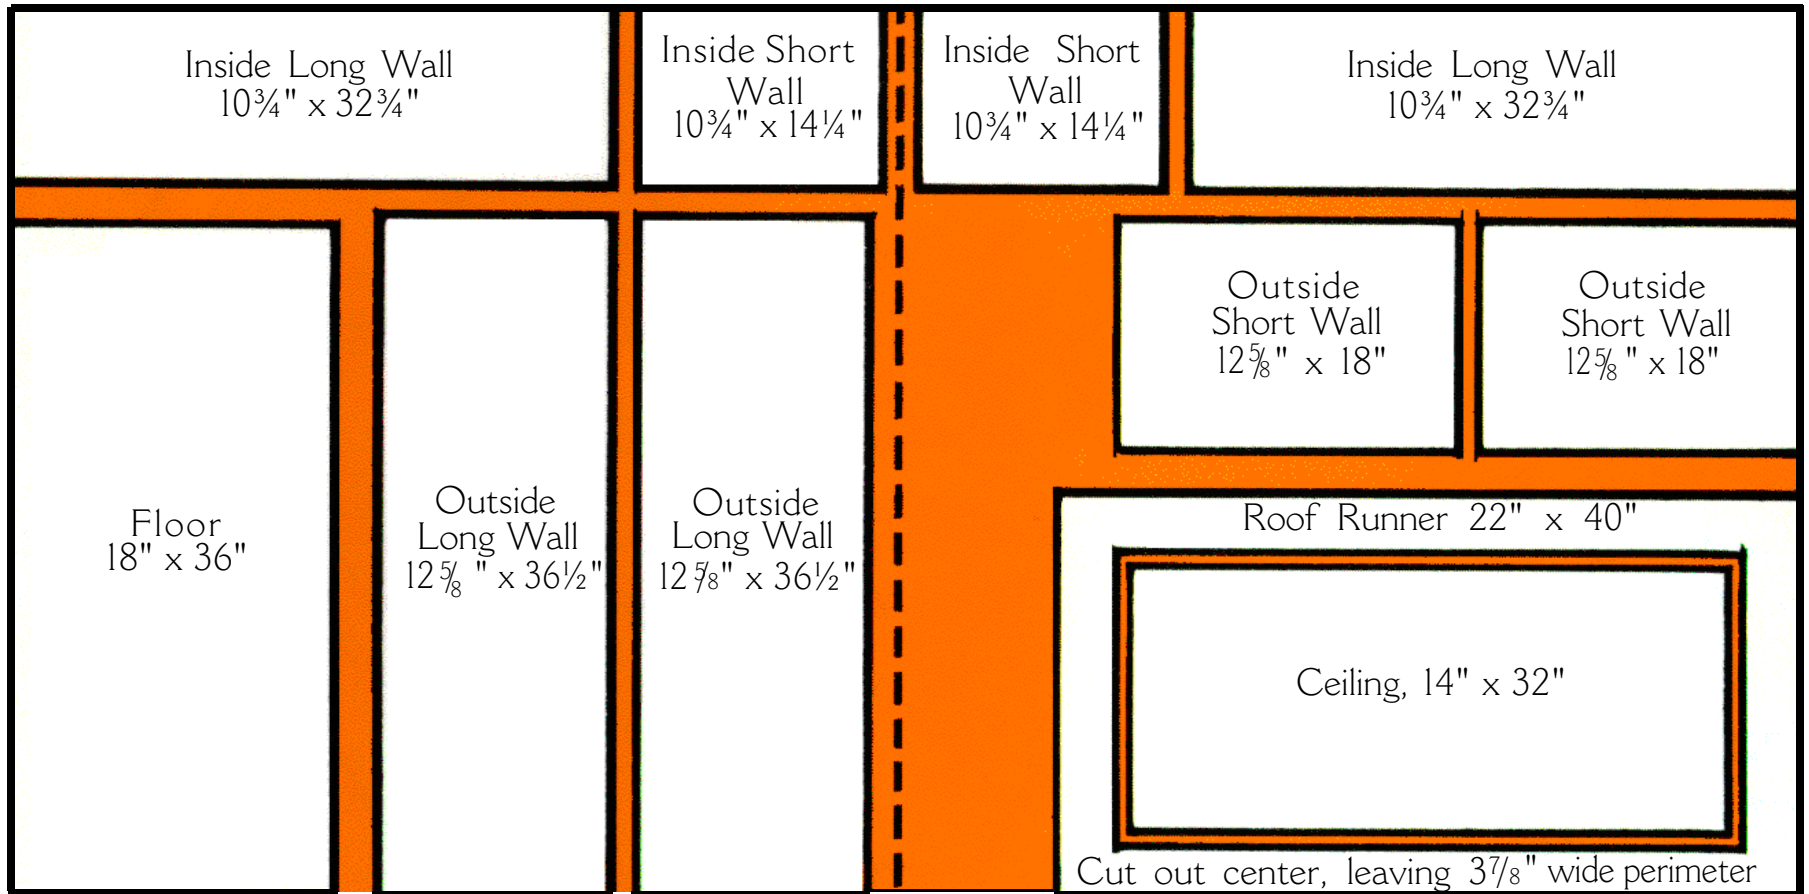 Inside Long Wall
10¾" x 32¾"
Inside Short
Wall
10¾" x 14¼"
Inside Short
Wall
10¾" x 14¼"
Inside Long Wall
10¾" x 32¾"
Floor
18" x 36"
Outside
Long Wall
12⅝ " x 36½"
Outside
Long Wall
12⅝" x 36½"
Outside
Short Wall
12⅝" x 18"
Outside
Short Wall
12⅝" x 18"
Roof Runner 22" x 40"
Ceiling, 14" x 32"
Cut out center, leaving 3⅞" wide perimeter